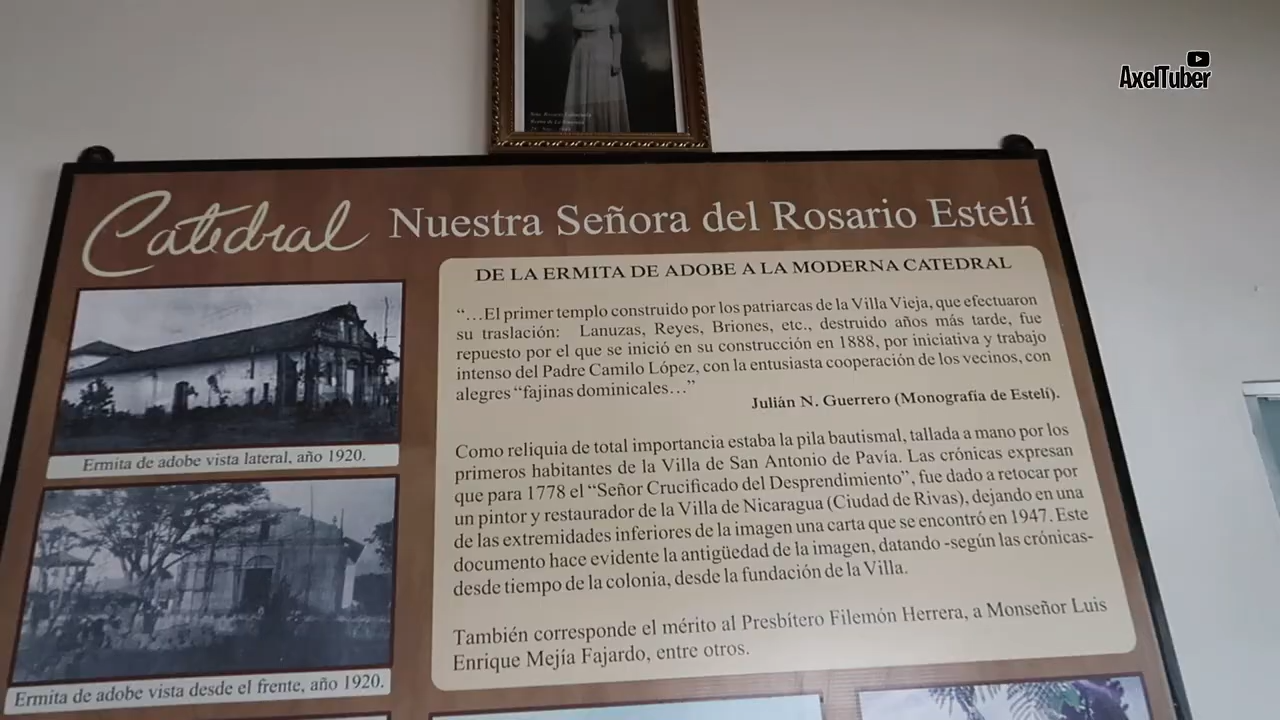 AxelTuber
Catedral Nuestra Señora del Rosario Estelí
DE LA ERMITA DE ADOBE A LA MODERNA CATEDRAL
“…El primer templo construido por los patriarcas de la Villa Vieja, que efectuaron
su traslación: Lanuzas, Reyes, Briones, etc., destruido años más tarde, fue
repuesto por el que se inició en su construcción en 1888, por iniciativa y trabajo
intenso del Padre Camilo López, con la entusiasta cooperación de los vecinos, con
alegres “fajinas dominicales…”
Julián N. Guerrero (Monografía de Estelí).
Como reliquia de total importancia estaba la pila bautismal, tallada a mano por los
primeros habitantes de la Villa de San Antonio de Pavía. Las crónicas expresan
que para 1778 el “Señor Crucificado del Desprendimiento”, fue dado a retocar por
un pintor y restaurador de la Villa de Nicaragua (Ciudad de Rivas), dejando en una
de las extremidades inferiores de la imagen una carta que se encontró en 1947. Este
documento hace evidente la antigüedad de la imagen, datando -según las crónicas-
desde tiempo de la colonia, desde la fundación de la Villa.
También corresponde el mérito al Presbítero Filemón Herrera, a Monseñor Luis
Enrique Mejía Fajardo, entre otros.
Ermita de adobe vista lateral, año 1920.
Ermita de adobe vista desde el frente, año 1920.